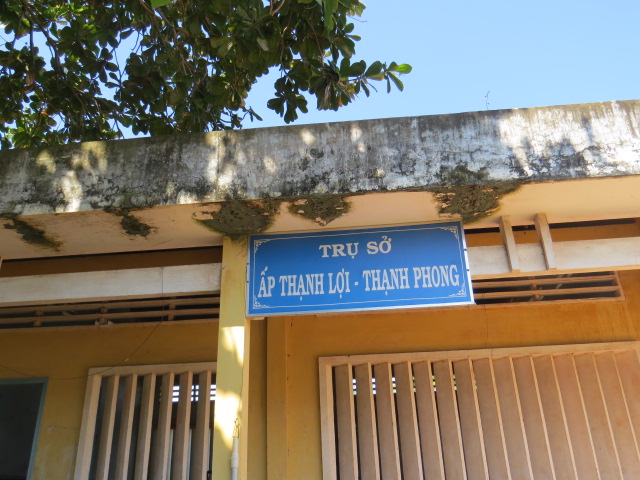 TRỤ SỞ
ẤP THẠNH LỢI - THẠNH PHONG